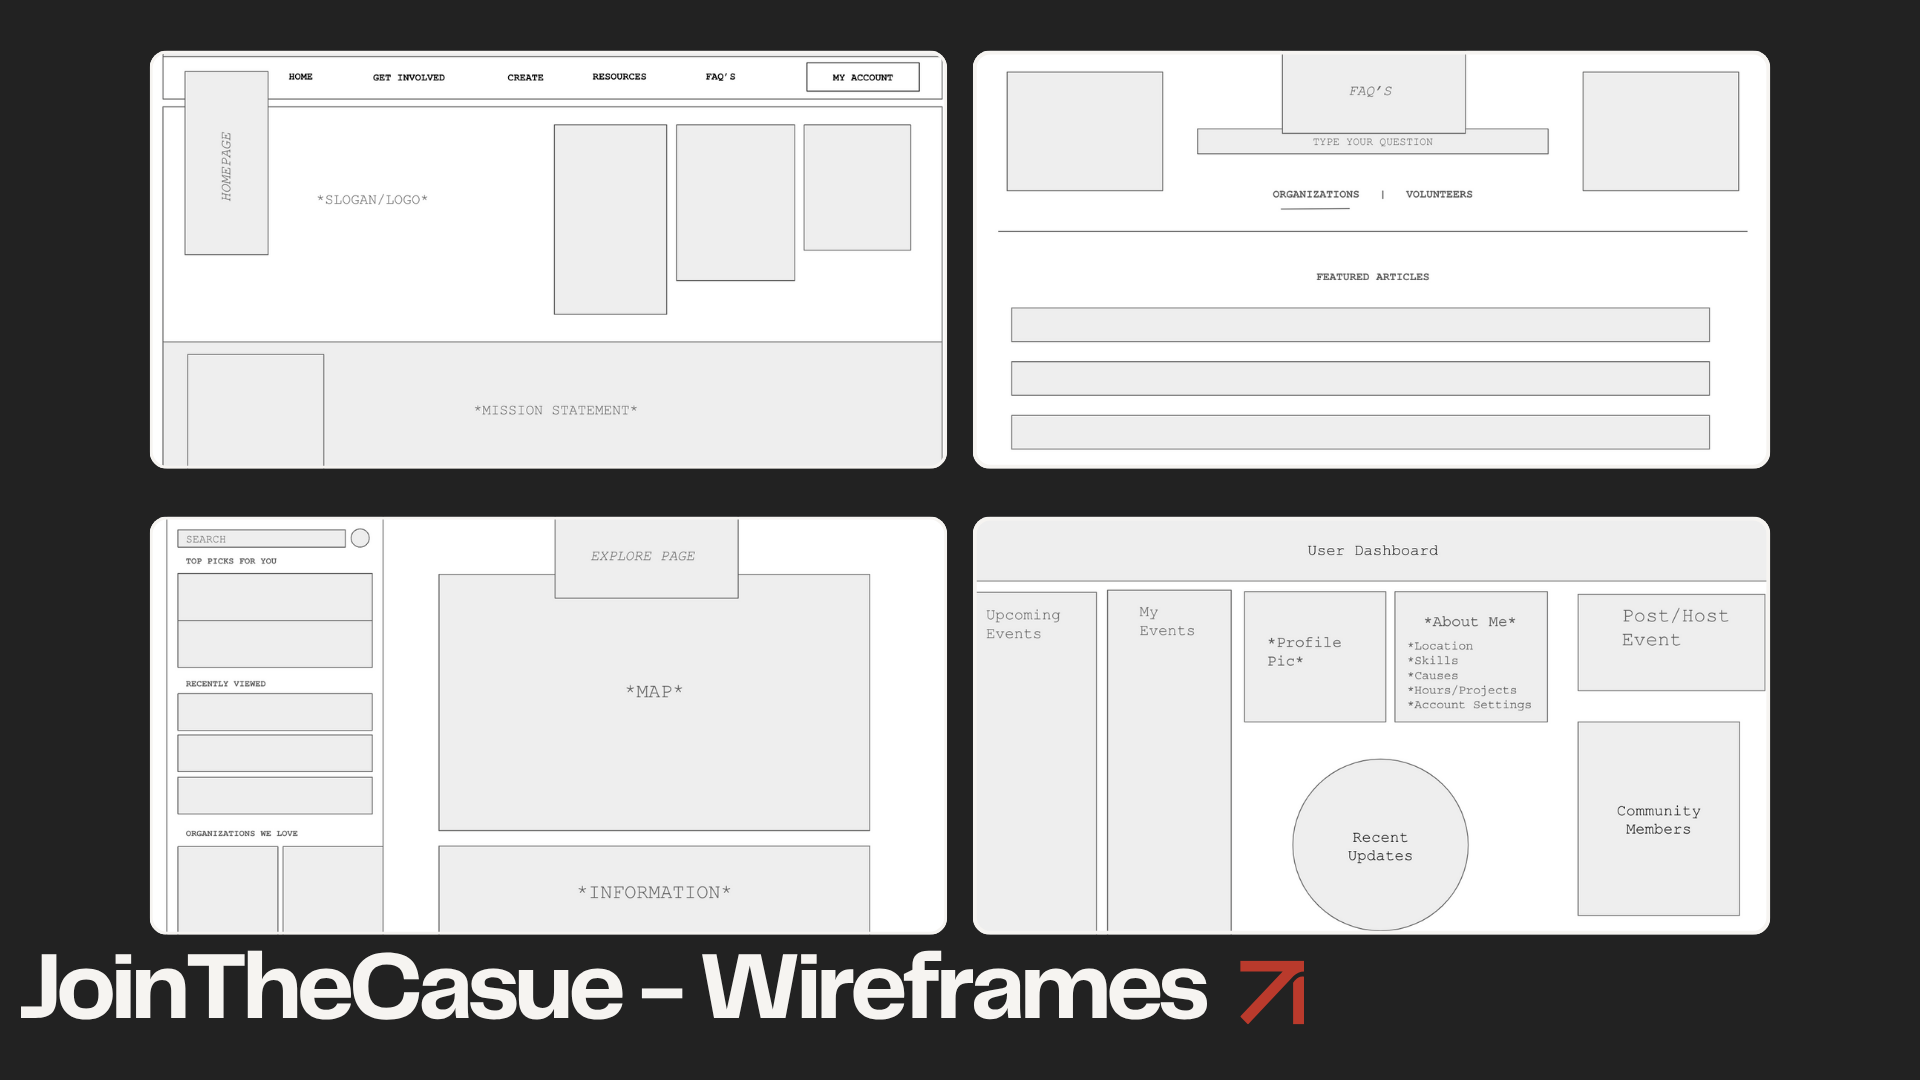 HOME GET INVOLVED CREATE RESOURCES FAQ'S MY ACCOUNT
HOMEPAGE
*SLOGAN/LOGO*
*MISSION STATEMENT*
FAQ'S
TYPE YOUR QUESTION
ORGANIZATIONS | VOLUNTEERS
FEATURED ARTICLES
SEARCH
TOP PICKS FOR YOU
RECENTLY VIEWED
ORGANIZATIONS WE LOVE
EXPLORE PAGE
*MAP*
*INFORMATION*
User Dashboard
Upcoming
Events
My
Events
*Profile
Pic*
*About Me*
*Location
*Skills
*Causes
*Hours/Projects
*Account Settings
Post/Host
Event
Recent
Updates
Community
Members
JoinTheCasue – Wireframes